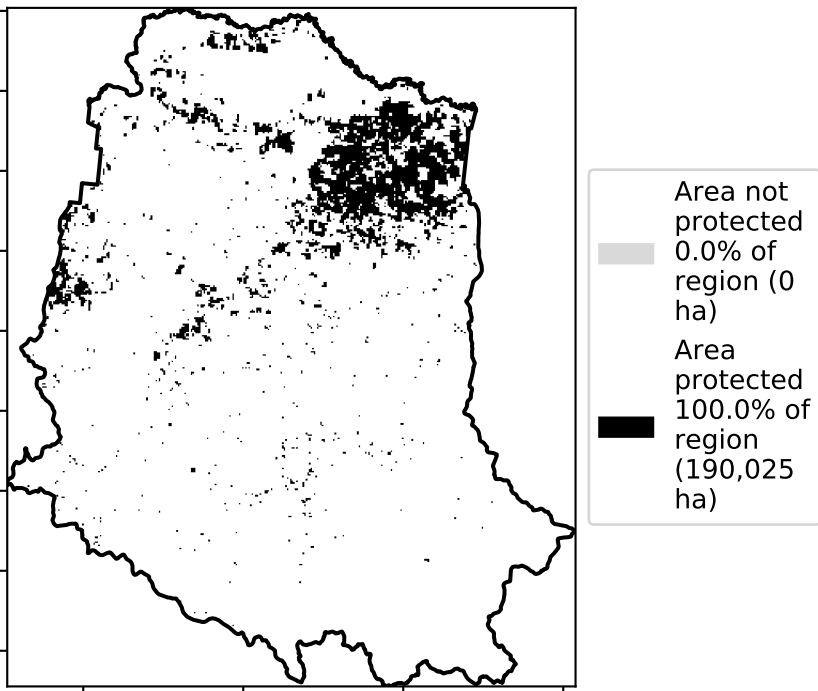 Area not
protected
0.0% of
region (0
ha)
Area
protected
100.0% of
region
(190,025
ha)